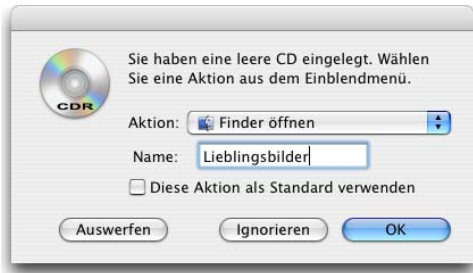 Sie haben eine leere CD eingelegt. Wählen
Sie eine Aktion aus dem Einblendmenü.
CDR
Aktion: Finder öffnen
Name: Lieblingsbilder
Diese Aktion als Standard verwenden
Auswerfen Ignorieren OK